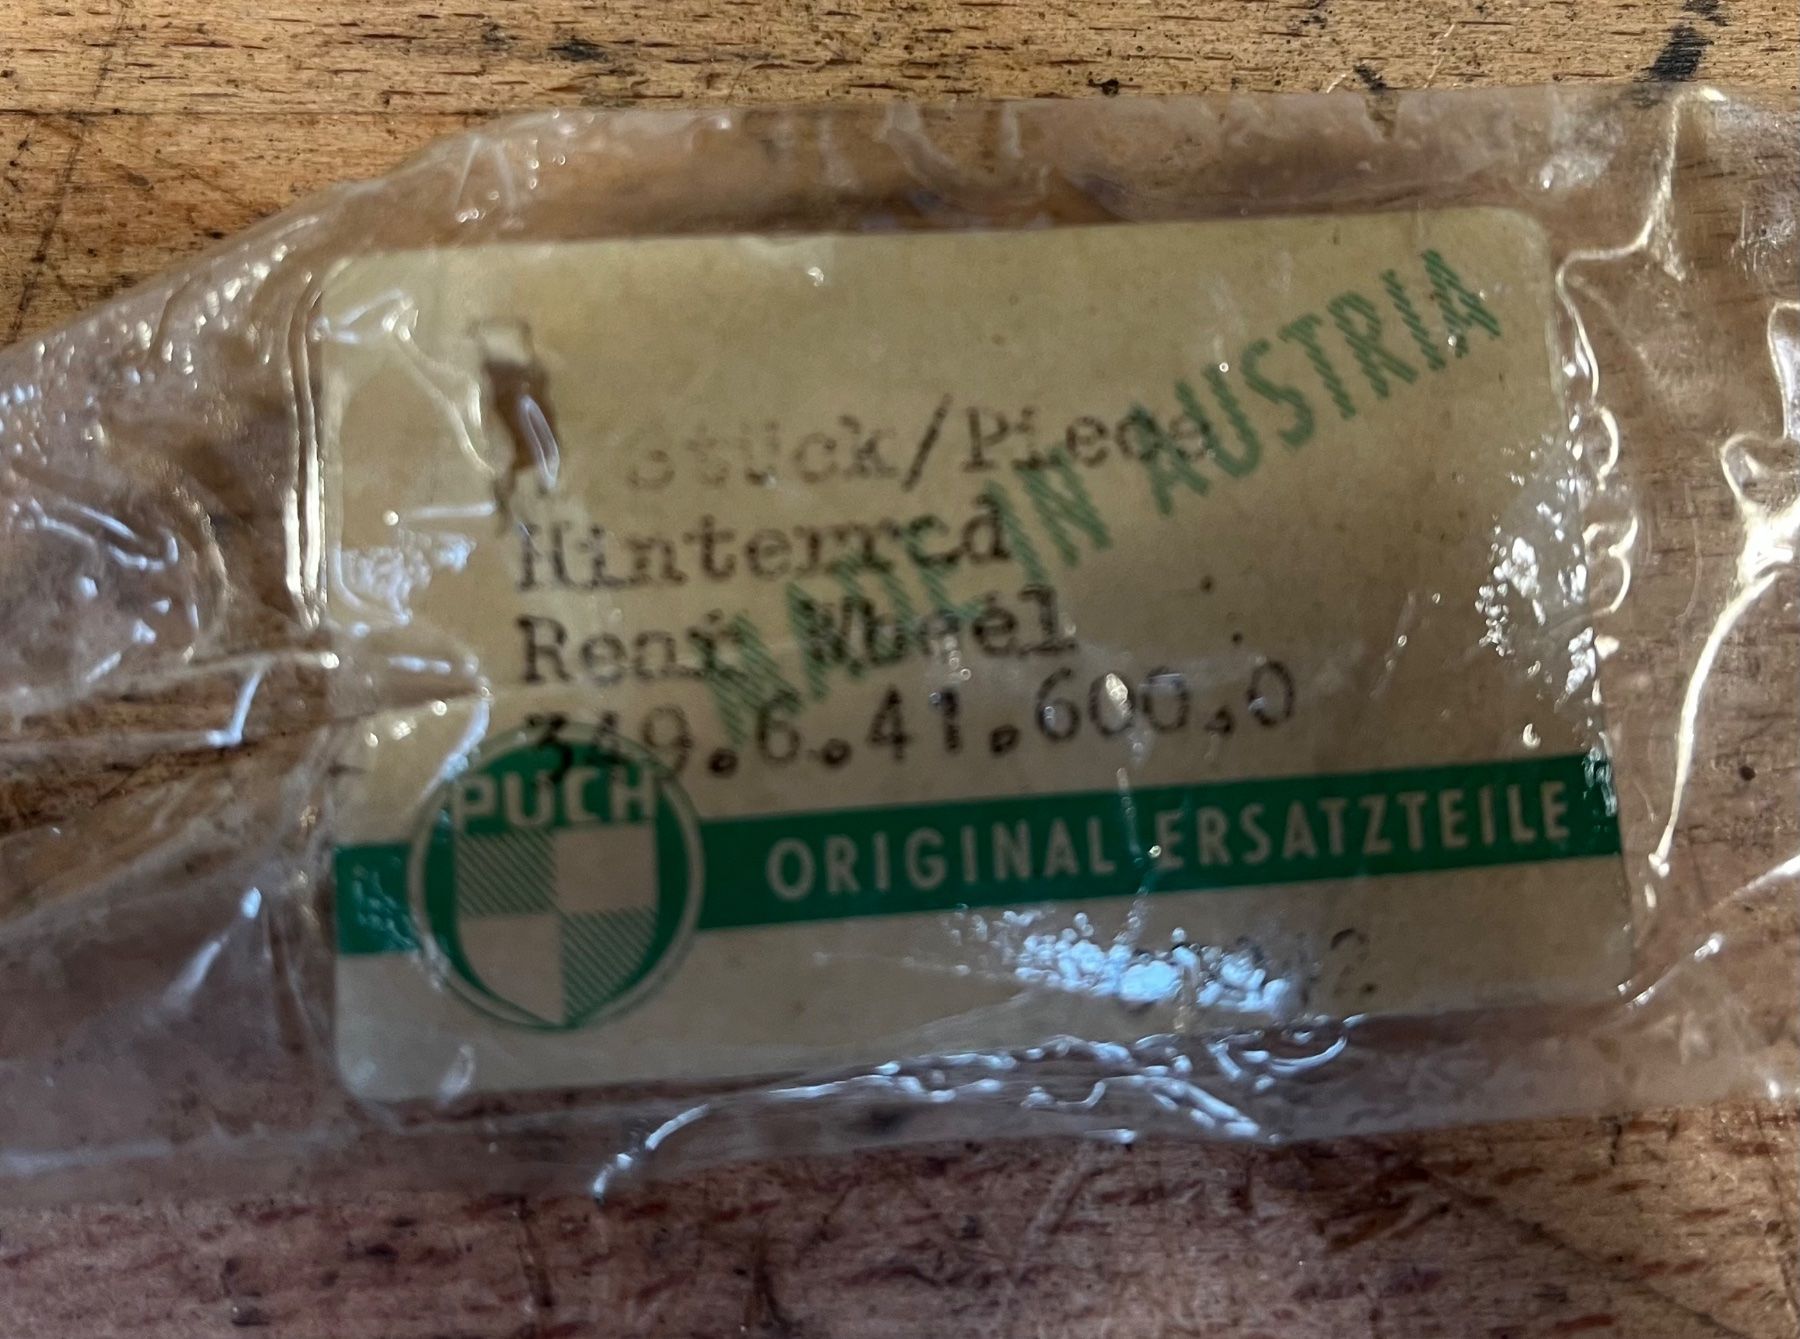 Stück/Piece
MADE IN AUSTRIA
Hinterrad
Rear Wheel
349.6.41.600.0
PUCH
ORIGINAL ERSATZTEILE